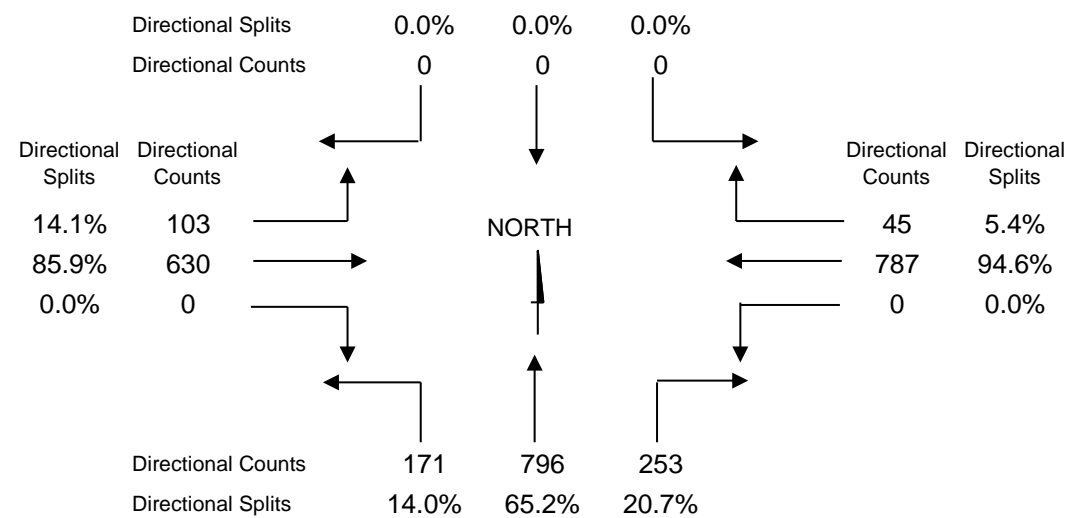 Directional Splits 0.0% 0.0% 0.0%
Directional Counts 0 0 0
Directional Directional Directional Directional
Splits Counts Counts Splits
14.1% 103 45 5.4%
NORTH
85.9% 630 787 94.6%
0.0% 0 0 0.0%
Directional Counts 171 796 253
Directional Splits 14.0% 65.2% 20.7%